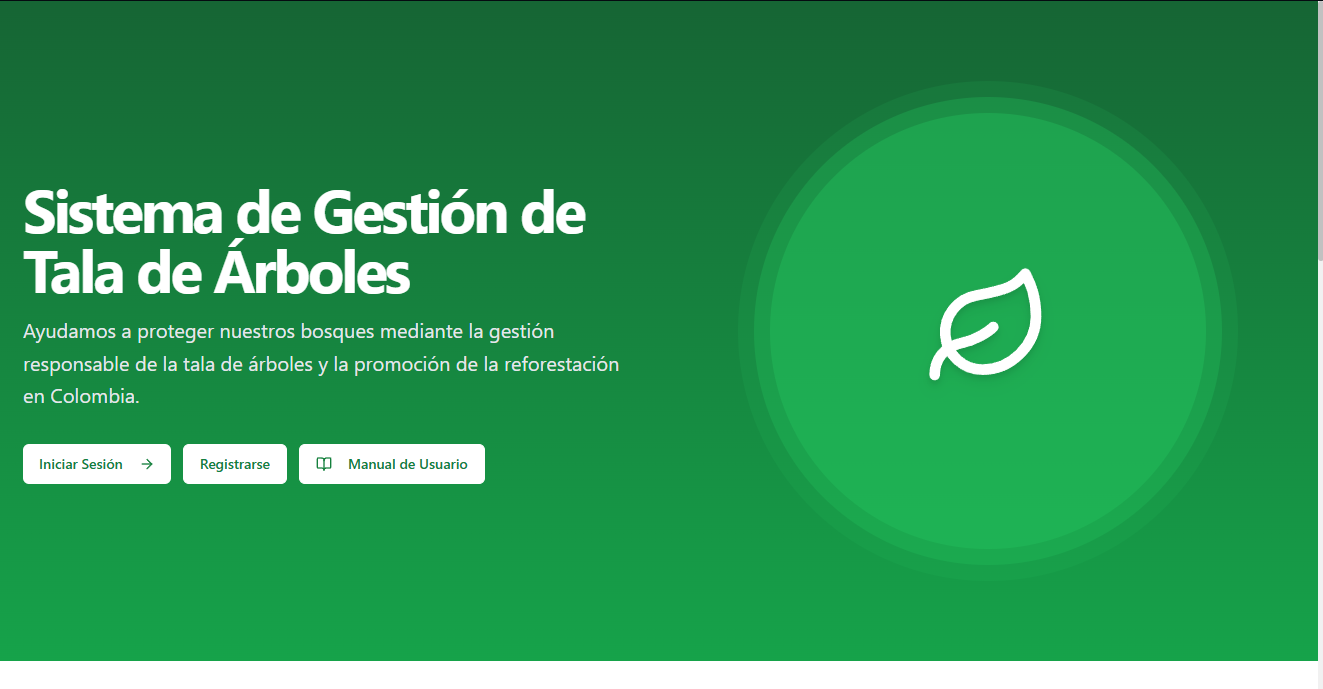 Sistema de Gestión de
Tala de Árboles
Ayudamos a proteger nuestros bosques mediante la gestión
responsable de la tala de árboles y la promoción de la reforestación
en Colombia.
Iniciar Sesión
Registrarse
Manual de Usuario